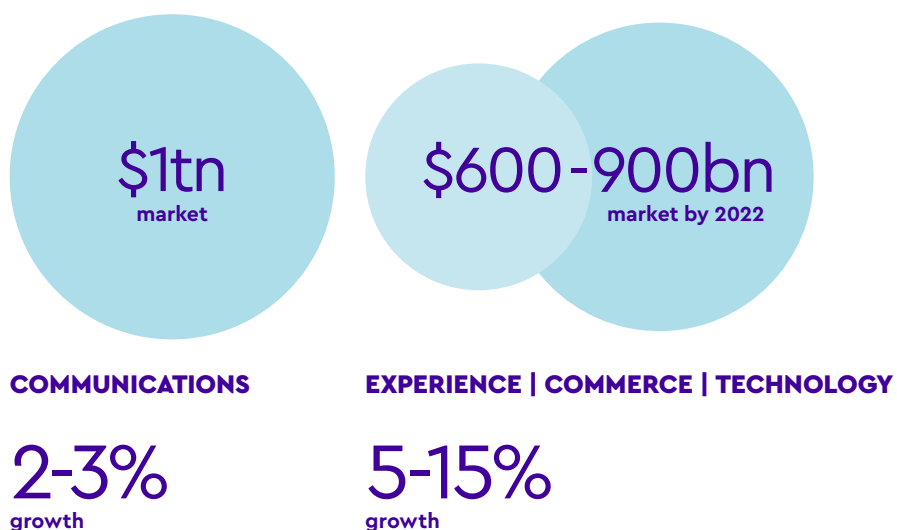 $1tn
market
$600-900bn
market by 2022
COMMUNICATIONS
2-3%
growth
EXPERIENCE | COMMERCE | TECHNOLOGY
5-15%
growth